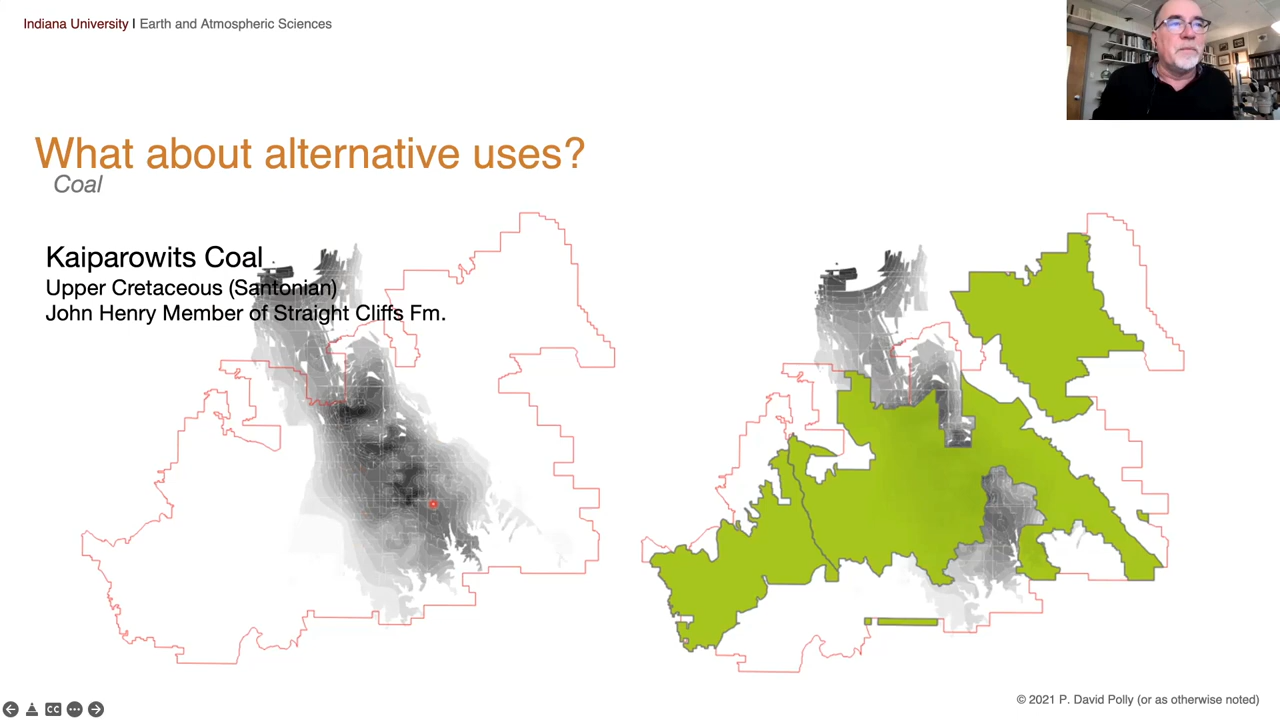 Indiana University I Earth and Atmospheric Sciences
What about alternative uses?
Coal
Kaiparowits Coal
Upper Cretaceous (Santonian)
John Henry Member of Straight Cliffs Fm.
CC
© 2021 P. David Polly (or as otherwise noted)